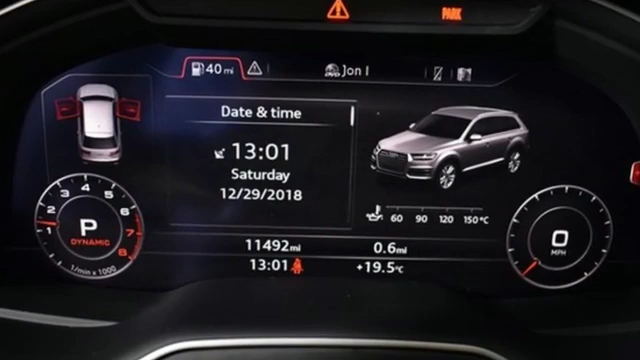 PARK
40 mi
Jon I
Date & time
13:01
Saturday
12/29/2018
60 90 120 150°C
1 2 3 4 5 6 7 8
P
DYNAMIC
1/min x 1000
0
MPH
11492mi 0.6mi
13:01 +19.5°C